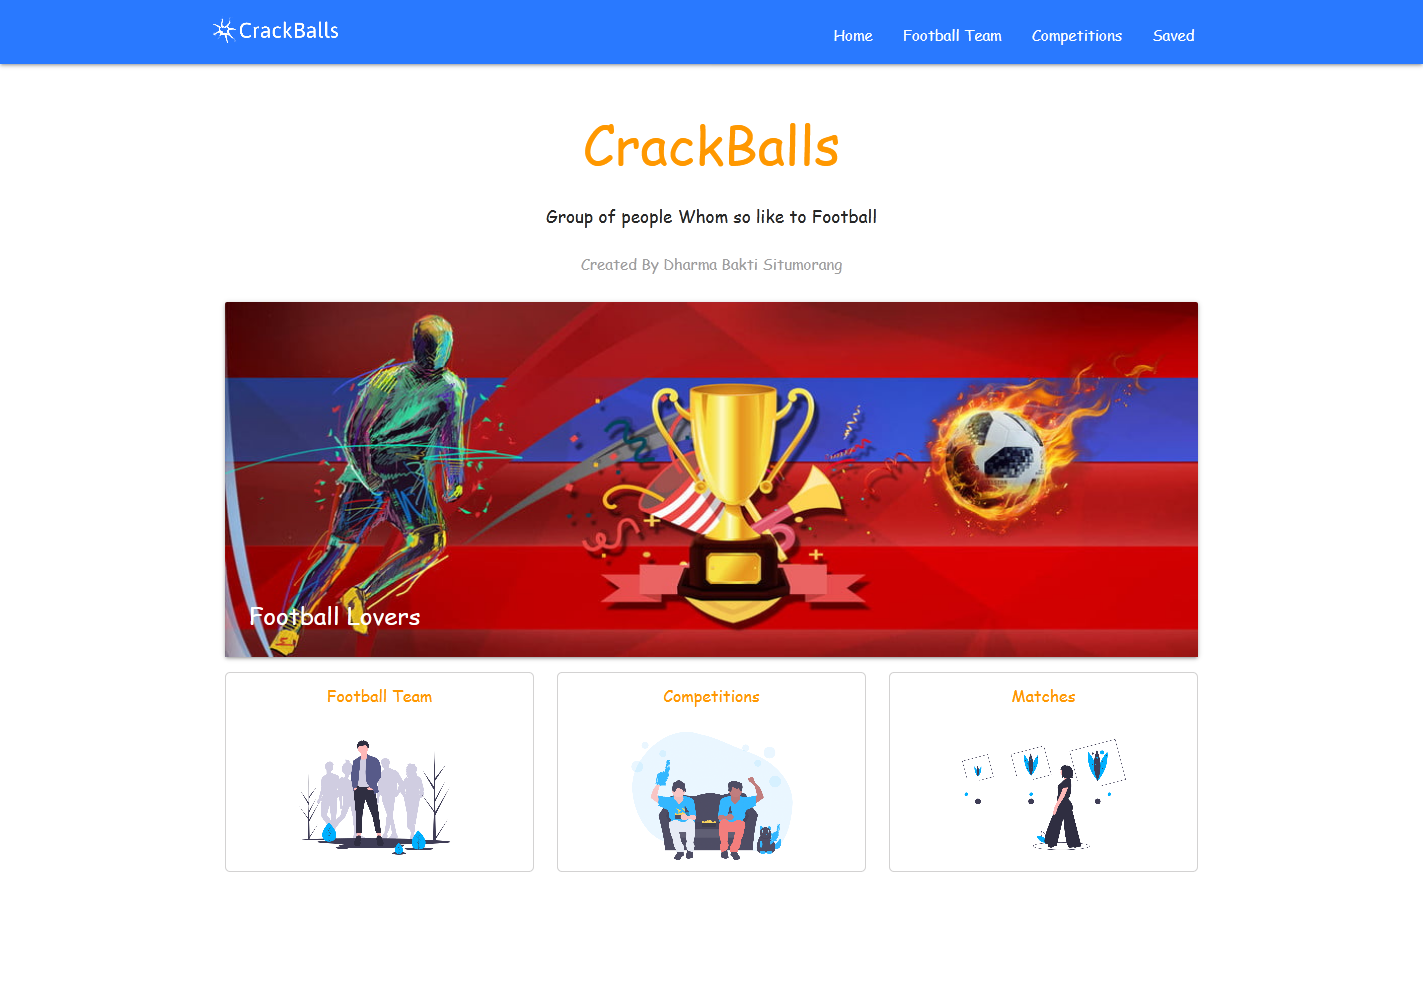 CrackBalls
Home
Football Team
Competitions
Saved
CrackBalls
Group of people Whom so like to Football
Created By Dharma Bakti Situmorang
Football Lovers
Football Team
Competitions
Matches